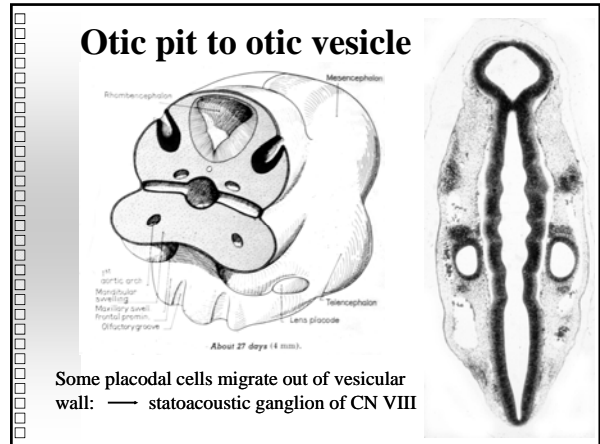 Otic pit to otic vesicle
Mesencephalon
Rhombencephalon
1st
aortic arch
Mandibular
swelling
Maxillary swell
Frontal promin.
Olfactory groove
Telencephalon
Lens placode
About 27 days (4 mm).
Some placodal cells migrate out of vesicular
wall: ⟶ statoacoustic ganglion of CN VIII